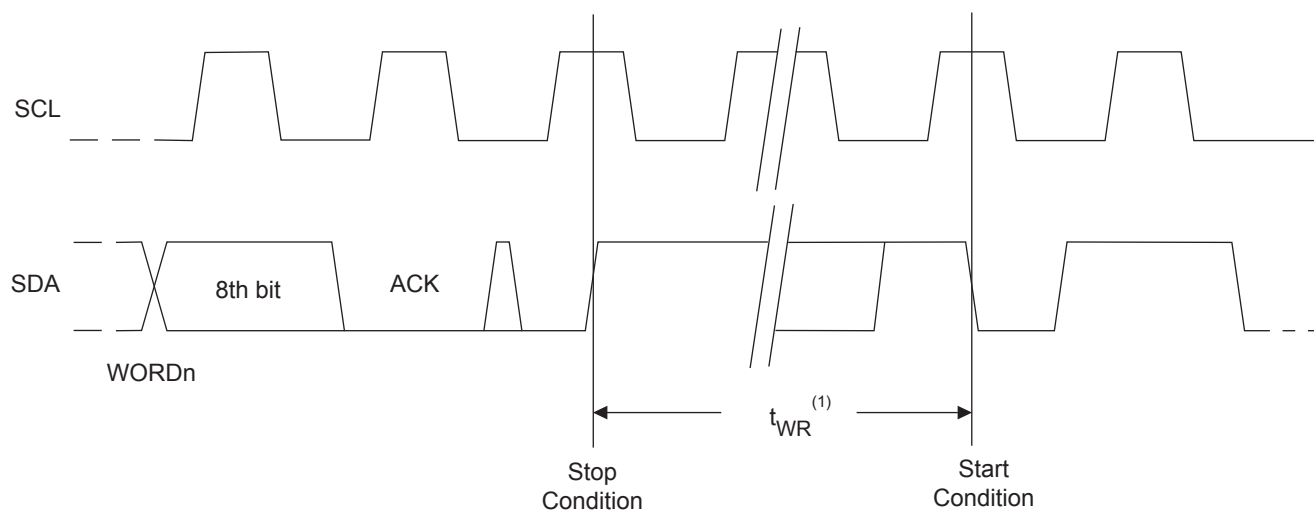 SCL
SDA
8th bit
ACK
WORDn
tWR(1)
Stop
Condition
Start
Condition